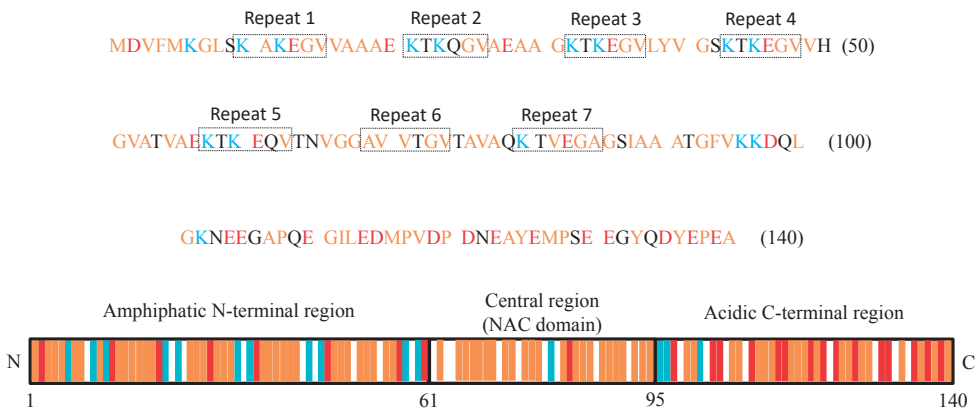 Repeat 1 Repeat 2 Repeat 3 Repeat 4
MDVFMKGLSK AKEGVVAAAE KTKQGVAEAA GKTKEGVLYV GSKTKEGVVH (50)
Repeat 5 Repeat 6 Repeat 7
GVATVAEKTK EQVTNVGGAV VTGVTAVAQK TVEGAGSIAA ATGFVKKDQL (100)
GKNEEGAPQE GILEDMPVDP DNEAYEMPSE EGYQDYEPEA (140)
Amphiphatic N-terminal region Central region (NAC domain) Acidic C-terminal region
N C
1 61 95 140